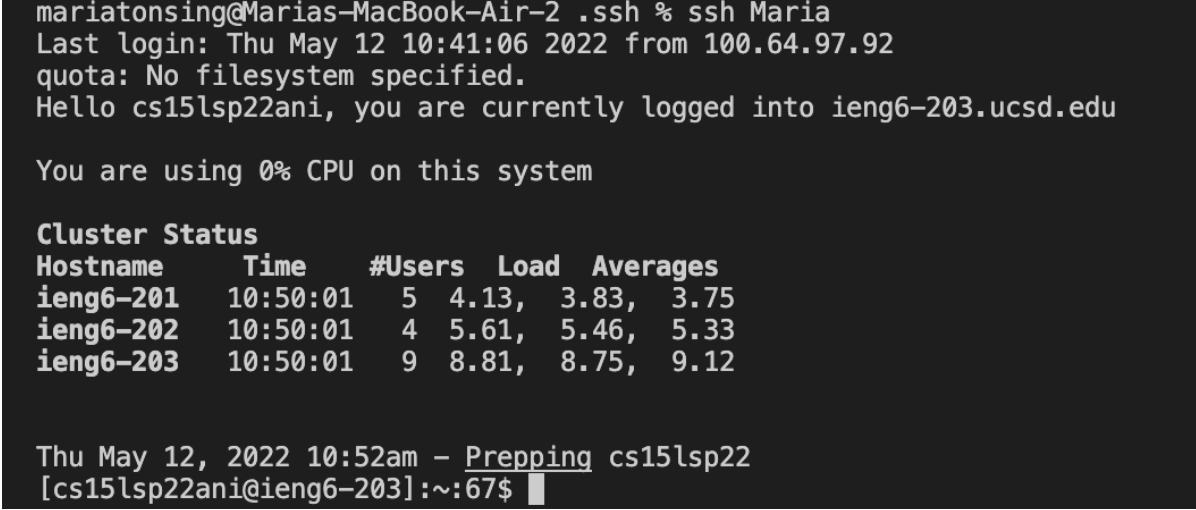 mariatonsing@Marias-MacBook-Air-2 .ssh % ssh Maria
Last login: Thu May 12 10:41:06 2022 from 100.64.97.92
quota: No filesystem specified.
Hello cs15lsp22ani, you are currently logged into ieng6-203.ucsd.edu
You are using 0% CPU on this system
Cluster Status
Hostname     Time    #Users  Load  Averages
ieng6-201   10:50:01   5  4.13,  3.83,  3.75
ieng6-202   10:50:01   4  5.61,  5.46,  5.33
ieng6-203   10:50:01   9  8.81,  8.75,  9.12
Thu May 12, 2022 10:52am - Prepping cs15lsp22
[cs15lsp22ani@ieng6-203]:~:67$